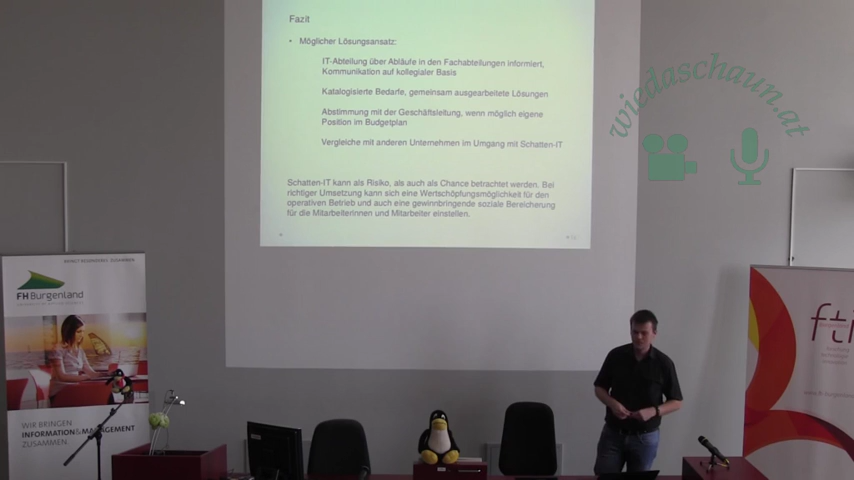 Fazit
• Möglicher Lösungsansatz:
IT-Abteilung über Abläufe in den Fachabteilungen informiert,
Kommunikation auf kollegialer Basis
Katalogisierte Bedarfe, gemeinsam ausgearbeitete Lösungen
Abstimmung mit der Geschäftsleitung, wenn möglich eigene
Position im Budgetplan
Vergleiche mit anderen Unternehmen im Umgang mit Schatten-IT
Schatten-IT kann als Risiko, als auch als Chance betrachtet werden. Bei
richtiger Umsetzung kann sich eine Wertschöpfungsmöglichkeit für den
operativen Betrieb und auch eine gewinnbringende soziale Bereicherung
für die Mitarbeiterinnen und Mitarbeiter einstellen.
wiedaschaun.at
FH Burgenland
WIR BRINGEN
INFORMATION & MANAGEMENT
ZUSAMMEN.
fti